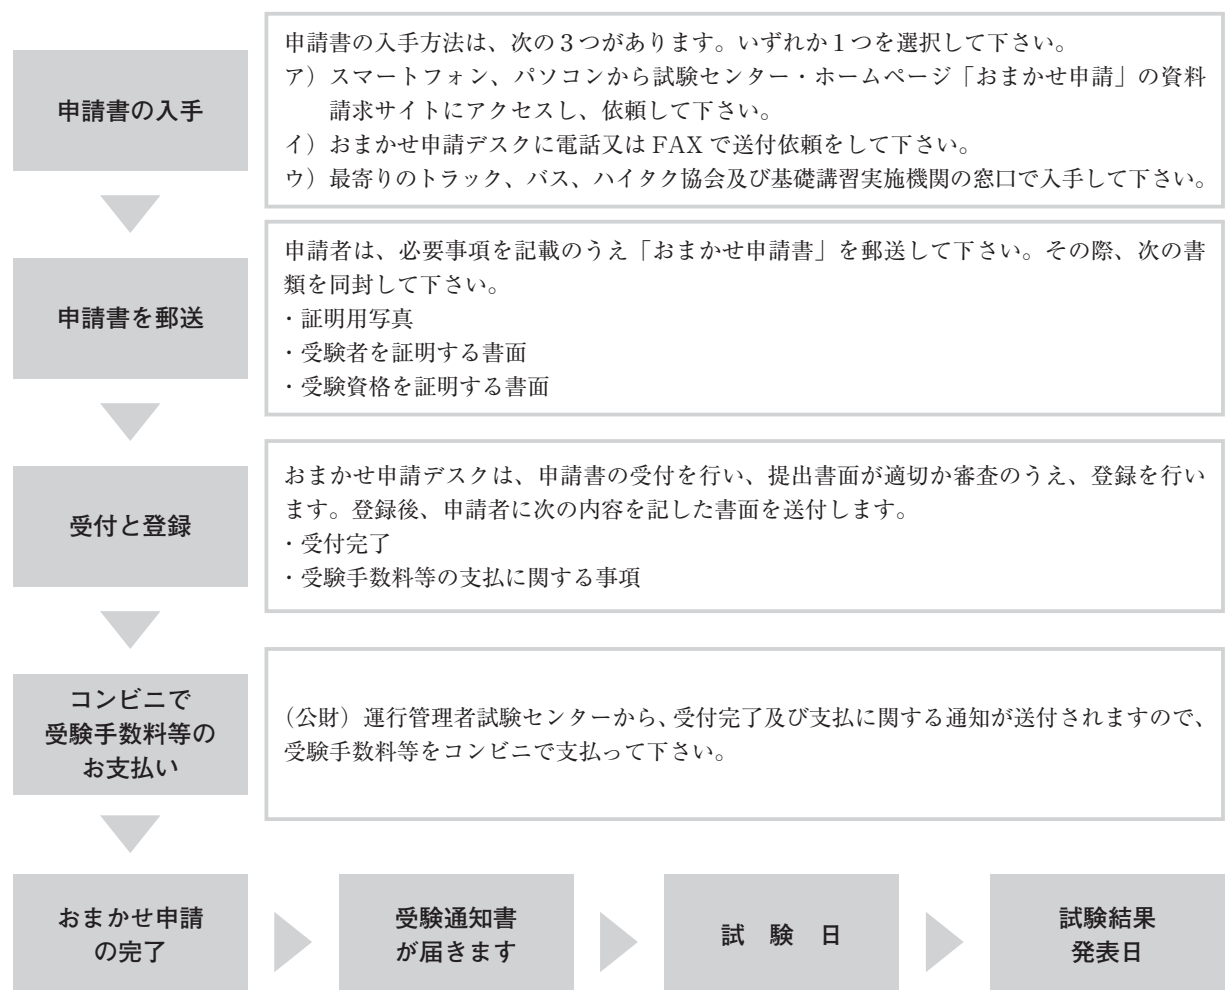 申請書の入手
申請書の入手方法は、次の３つがあります。いずれか１つを選択して下さい。
ア）スマートフォン、パソコンから試験センター・ホームページ「おまかせ申請」の資料
請求サイトにアクセスし、依頼して下さい。
イ）おまかせ申請デスクに電話又は FAX で送付依頼をして下さい。
ウ）最寄りのトラック、バス、ハイタク協会及び基礎講習実施機関の窓口で入手して下さい。
申請書を郵送
申請者は、必要事項を記載のうえ「おまかせ申請書」を郵送して下さい。その際、次の書
類を同封して下さい。
・証明用写真
・受験者を証明する書面
・受験資格を証明する書面
受付と登録
おまかせ申請デスクは、申請書の受付を行い、提出書面が適切か審査のうえ、登録を行い
ます。登録後、申請者に次の内容を記した書面を送付します。
・受付完了
・受験手数料等の支払に関する事項
コンビニで
受験手数料等の
お支払い
（公財）運行管理者試験センターから、受付完了及び支払に関する通知が送付されますので、
受験手数料等をコンビニで支払って下さい。
おまかせ申請
の完了
受験通知書
が届きます
試　験　日
試験結果
発表日